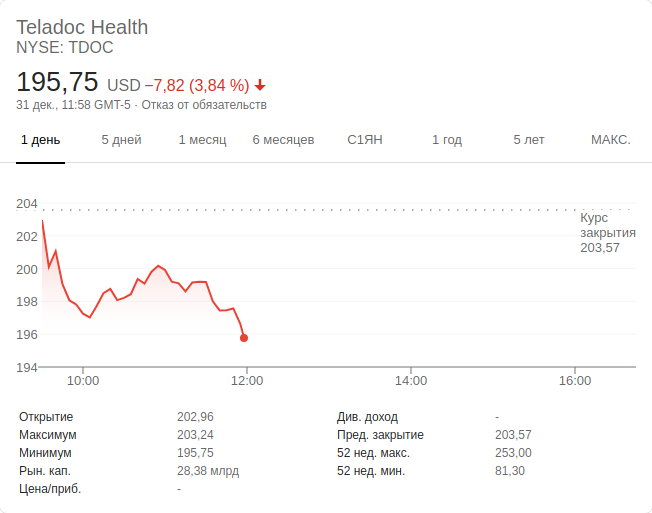 Teladoc Health
NYSE: TDOC
195,75 USD −7,82 (3,84 %)
31 дек., 11:58 GMT-5 · Отказ от обязательств
1 день 5 дней 1 месяц 6 месяцев С1ЯН 1 год 5 лет МАКС.
204
202
200
198
196
194
Курс
закрытия
203,57
10:00 12:00 14:00 16:00
Открытие 202,96 Див. доход -
Максимум 203,24 Пред. закрытие 203,57
Минимум 195,75 52 нед. макс. 253,00
Рын. кап. 28,38 млрд 52 нед. мин. 81,30
Цена/приб. -